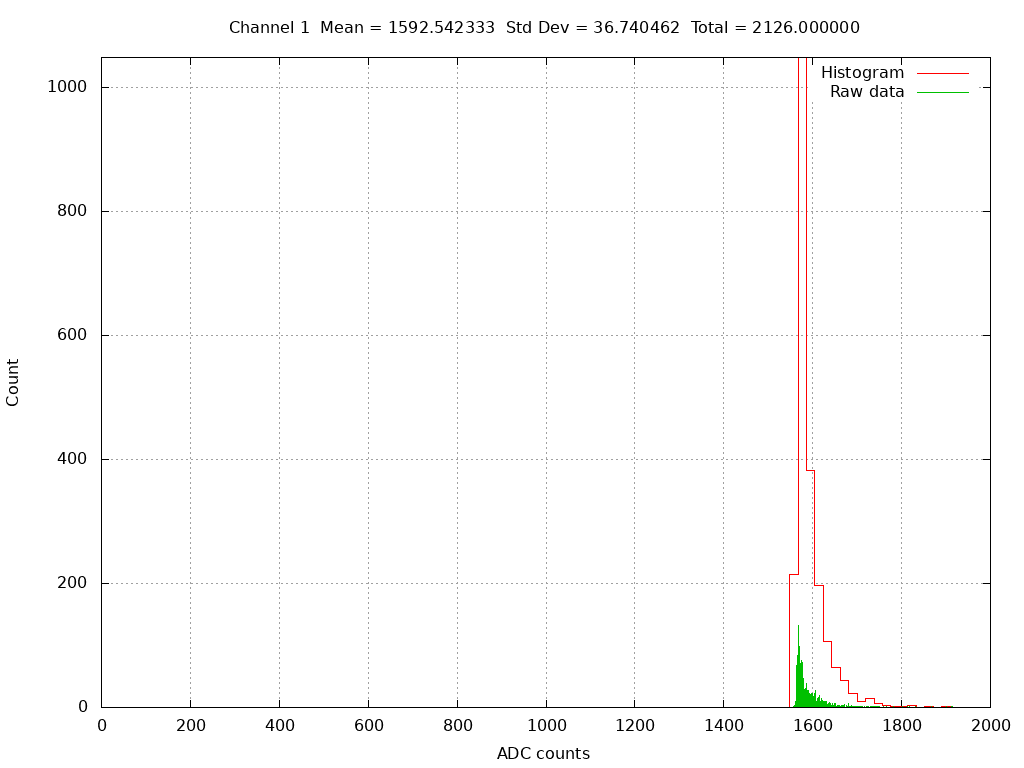 Channel 1  Mean = 1592.542333  Std Dev = 36.740462  Total = 2126.000000
Histogram
Raw data
1000
800
600
400
200
0
Count
0 200 400 600 800 1000 1200 1400 1600 1800 2000
ADC counts